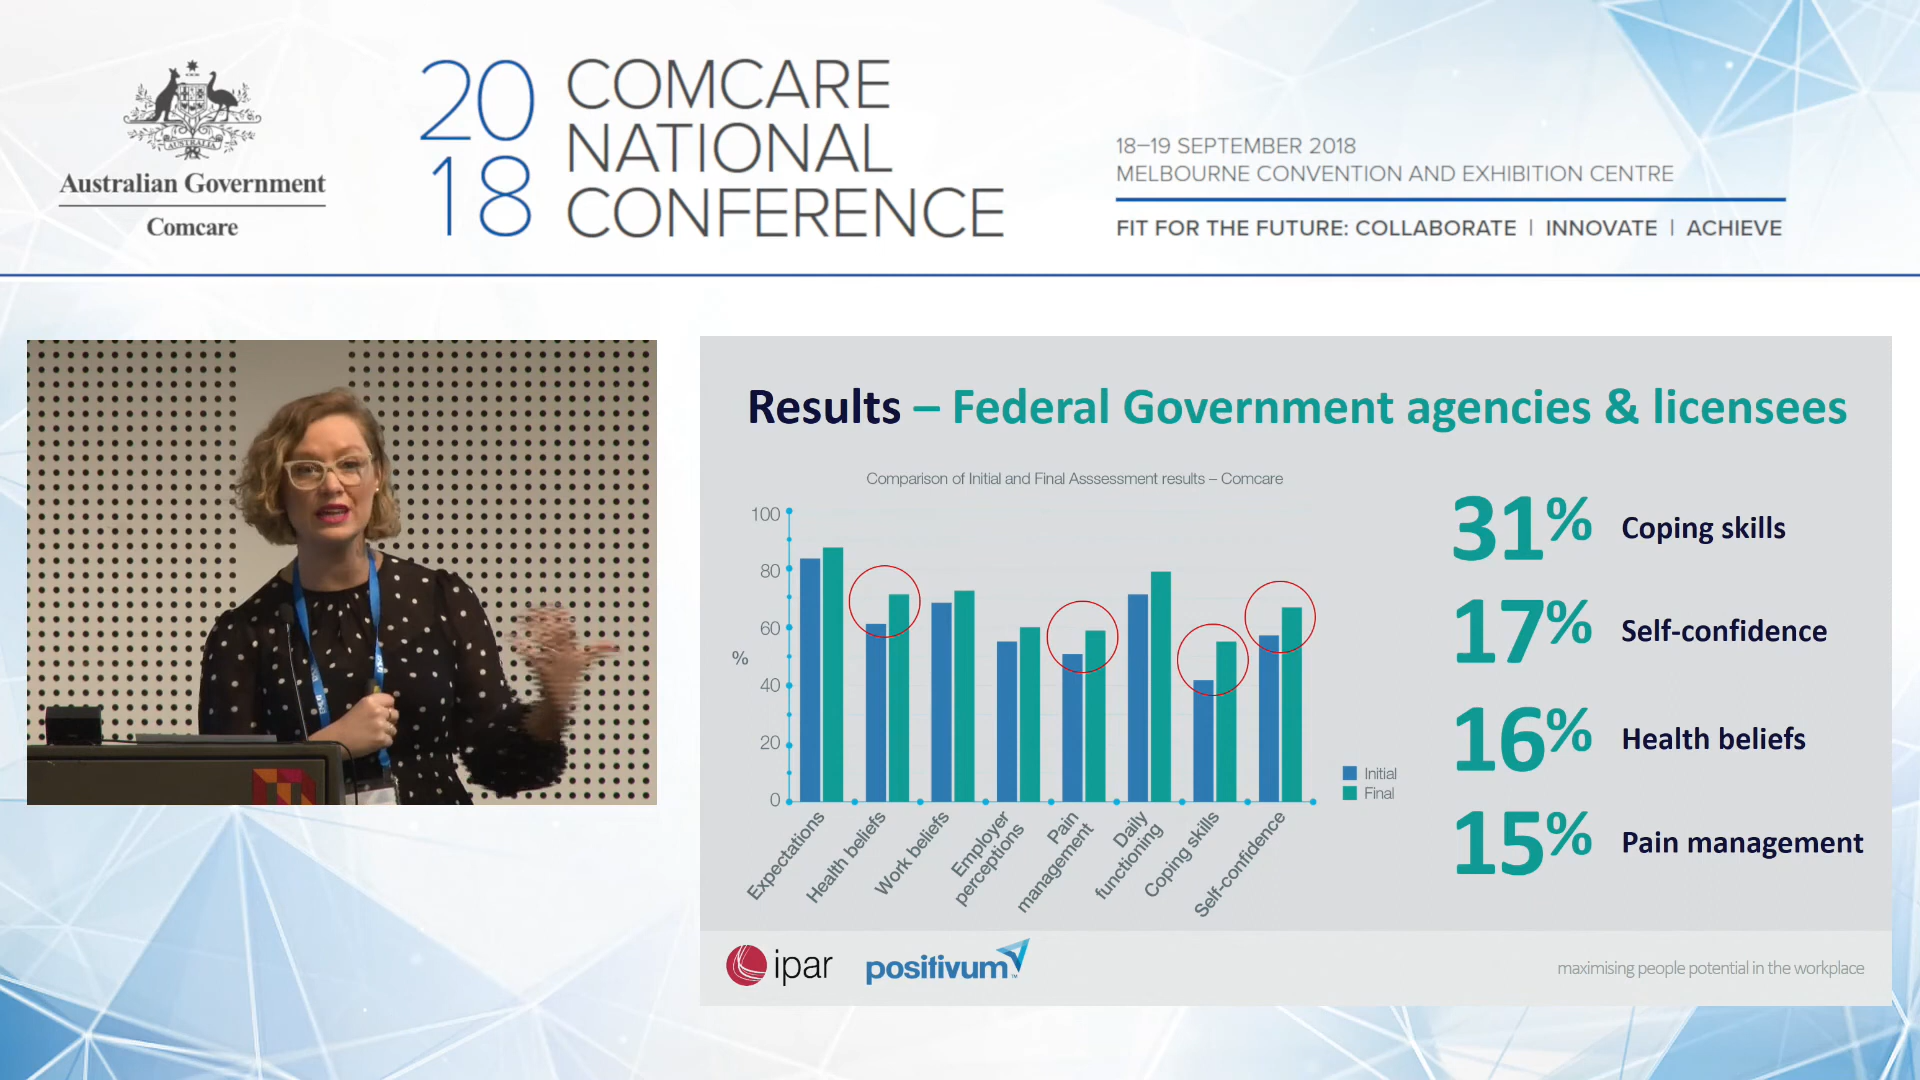 AUSTRALIA
Australian Government
Comcare
20
18
COMCARE
NATIONAL
CONFERENCE
18–19 SEPTEMBER 2018
MELBOURNE CONVENTION AND EXHIBITION CENTRE
FIT FOR THE FUTURE: COLLABORATE | INNOVATE | ACHIEVE
Results – Federal Government agencies & licensees
Comparison of Initial and Final Asssessment results – Comcare
100
80
60
%
40
20
0
Expectations
Health beliefs
Work beliefs
Employer
perceptions
Pain
management
Daily
functioning
Coping skills
Self-confidence
Initial
Final
31% Coping skills
17% Self-confidence
16% Health beliefs
15% Pain management
ipar
positivum™
maximising people potential in the workplace